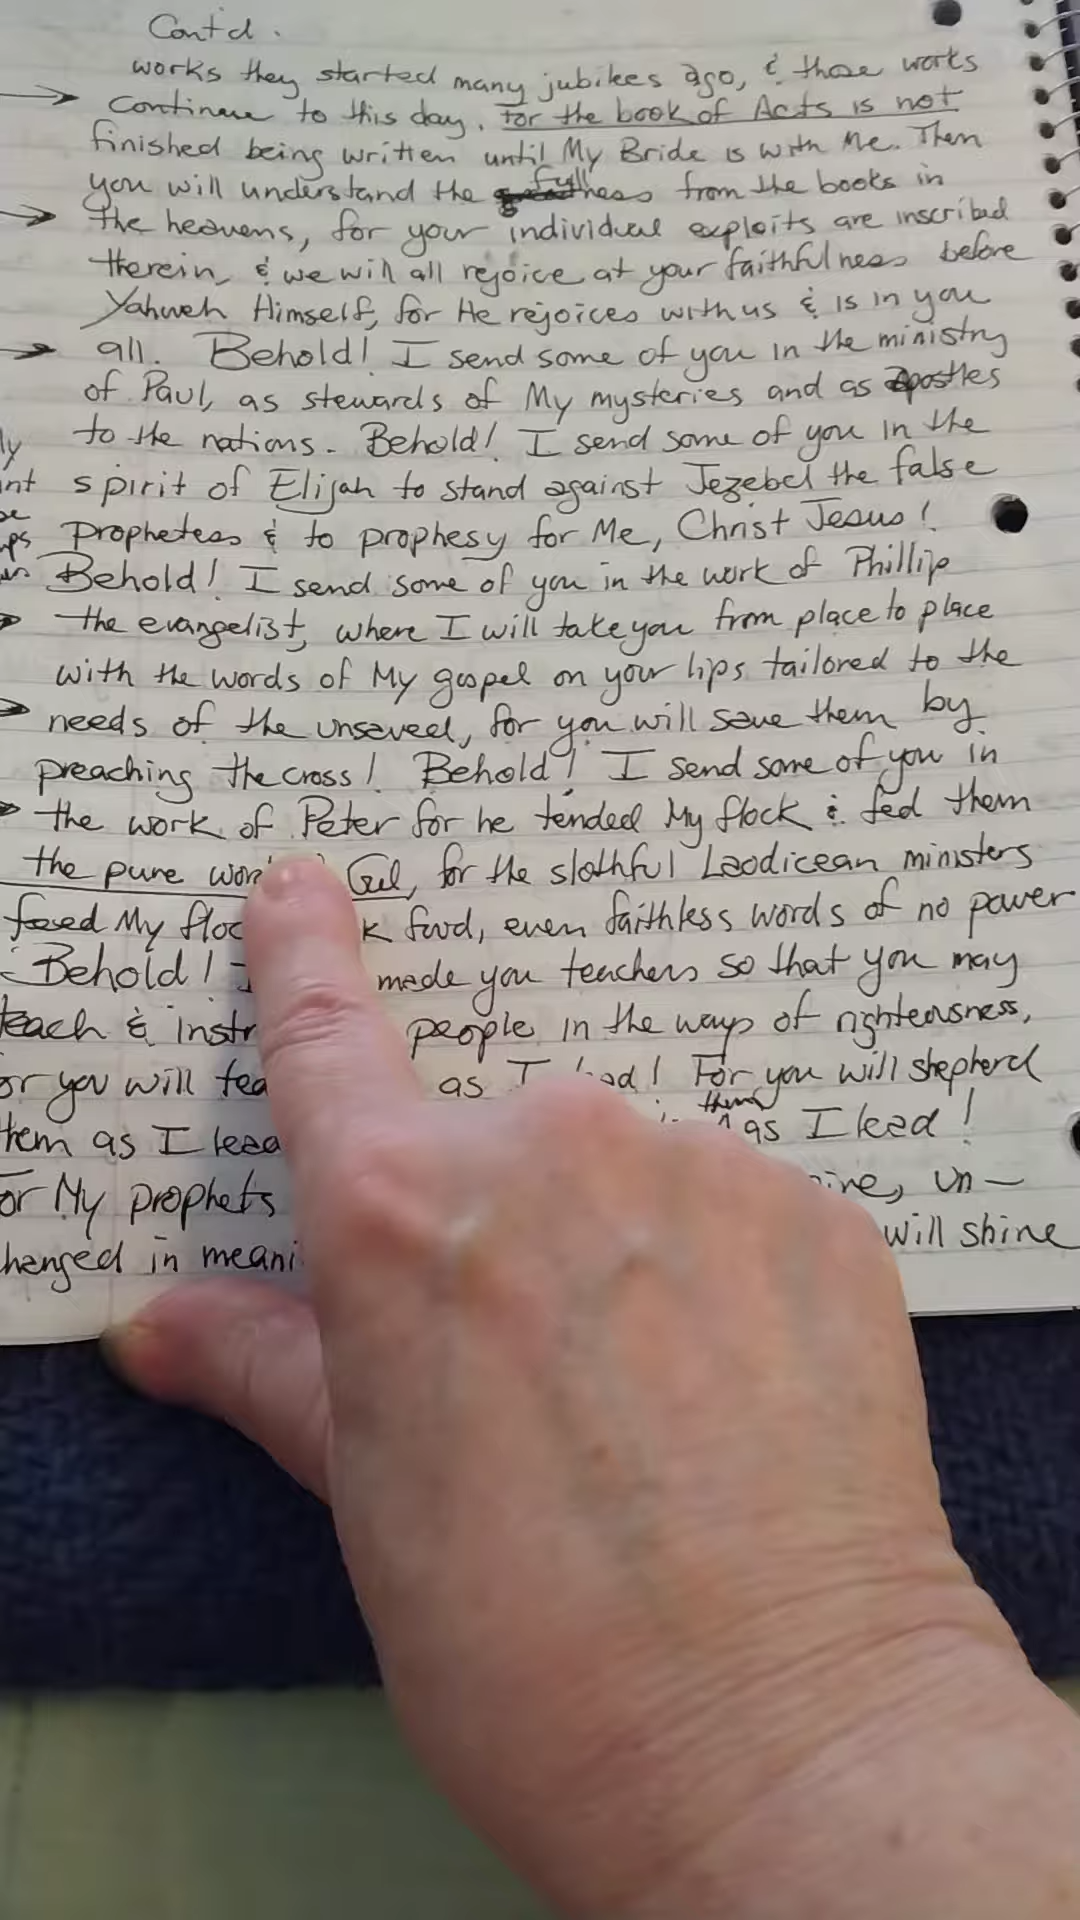 Cont'd.
works they started many jubilees ago, & those works
Continue to this day. For the book of Acts is not
finished being written until My Bride is with Me. Then
you will understand the fullness from the books in
the heavens, for your individual exploits are inscribed
therein, & we will all rejoice at your faithfulness before
Yahweh Himself, for He rejoices with us & is in you
all. Behold! I send some of you in the ministry
of Paul, as stewards of My mysteries and as apostles
to the nations. Behold! I send some of you in the
spirit of Elijah to stand against Jezebel the false
prophetess & to prophesy for Me, Christ Jesus!
Behold! I send some of you in the work of Phillip
the evangelist, where I will take you from place to place
with the words of My gospel on your lips tailored to the
needs of the unsaved, for you will save them by
preaching the cross! Behold! I send some of you in
the work of Peter for he tended My flock & fed them
the pure for the slothful Laodicean ministers
My food, even faithless words of no power
Behold! made you teachers so that you may
teach & people in the ways of righteousness,
you will as I For you will shepherd
them as I them as I lead!
My prophets un-
in will shine